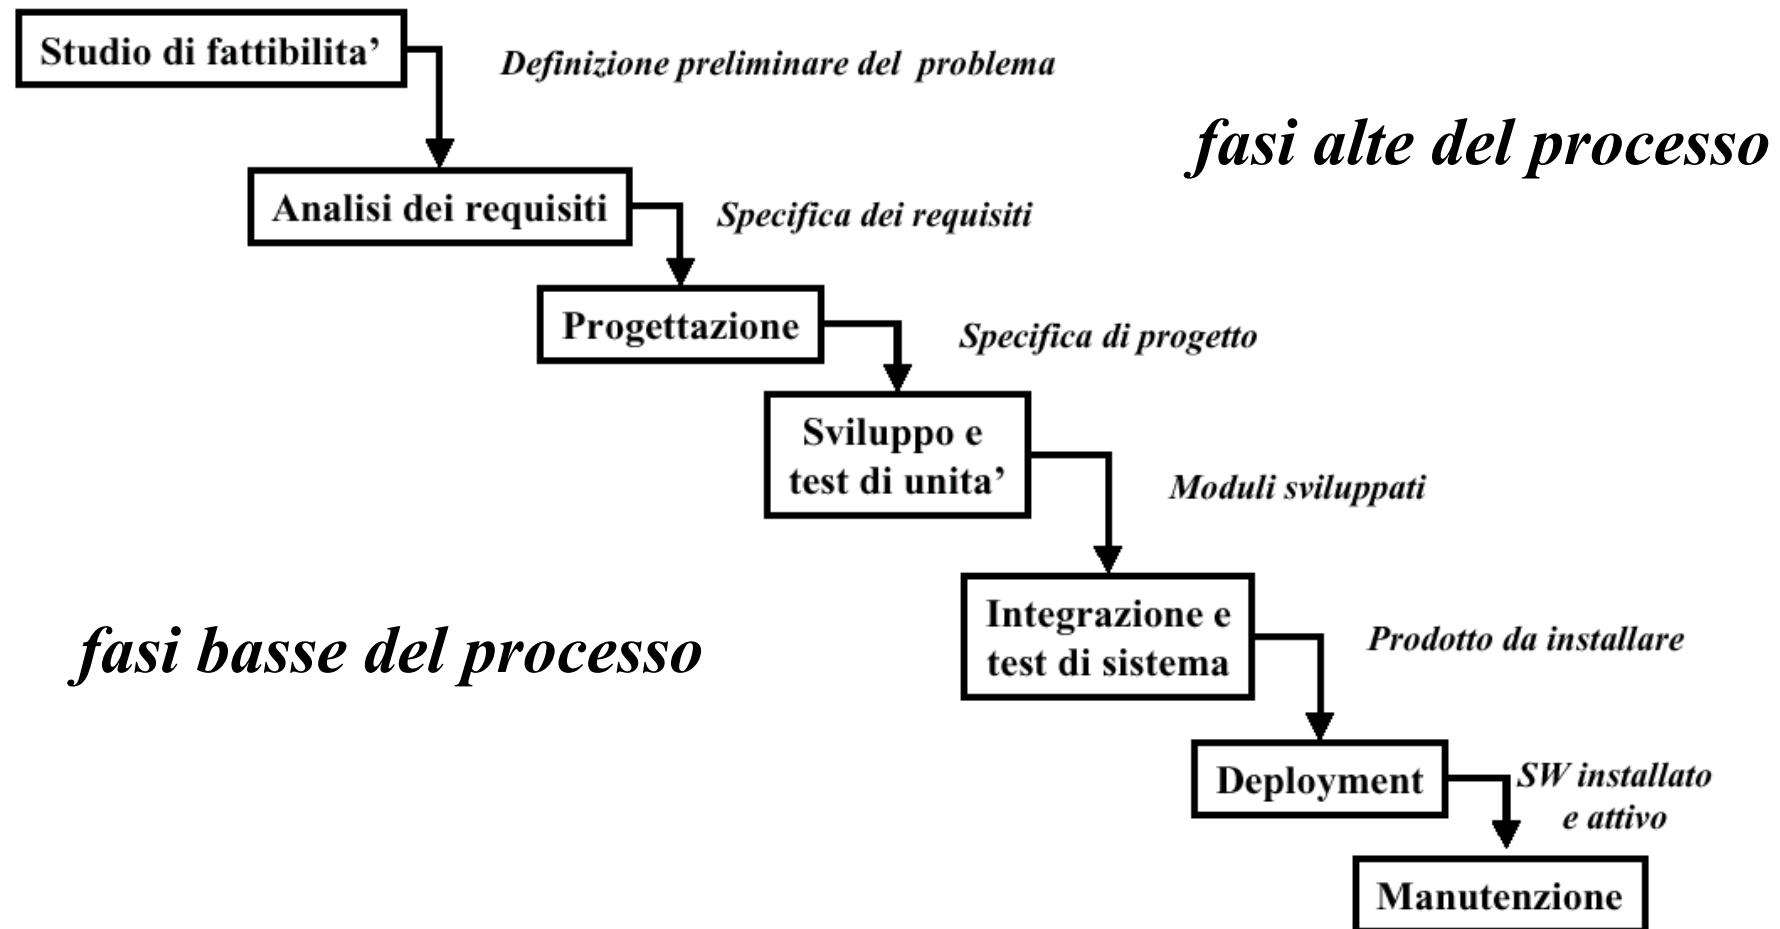 Studio di fattibilita’
Definizione preliminare del problema
fasi alte del processo
Analisi dei requisiti
Specifica dei requisiti
Progettazione
Specifica di progetto
Sviluppo e
test di unita’
Moduli sviluppati
Integrazione e
test di sistema
fasi basse del processo
Prodotto da installare
Deployment
SW installato
e attivo
Manutenzione